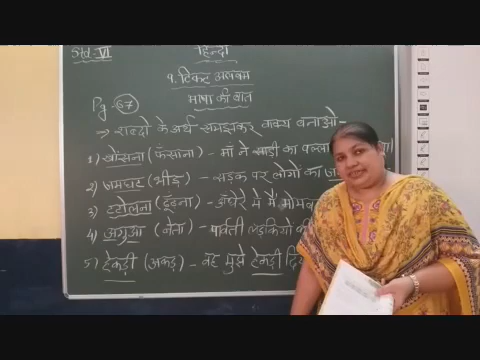 Std. VI
हिन्दी
१. टिकट अलबम
Pg. 67
भाषा की बात
→ शब्दो के अर्थ समझकर वाक्य बनाओ -
1) खोंसना (फँसाना) - माँ ने साडी का पल्ला
2) जमघट (भीड़) - सड़क पर लोगों का
3) टटोलना (ढूंढना) - अंधेरे में मैं
4) अगुआ (नेता) - पार्वती लड़कियों की
5) हेकड़ी (अकड़) - वह मुझे हेकड़ी